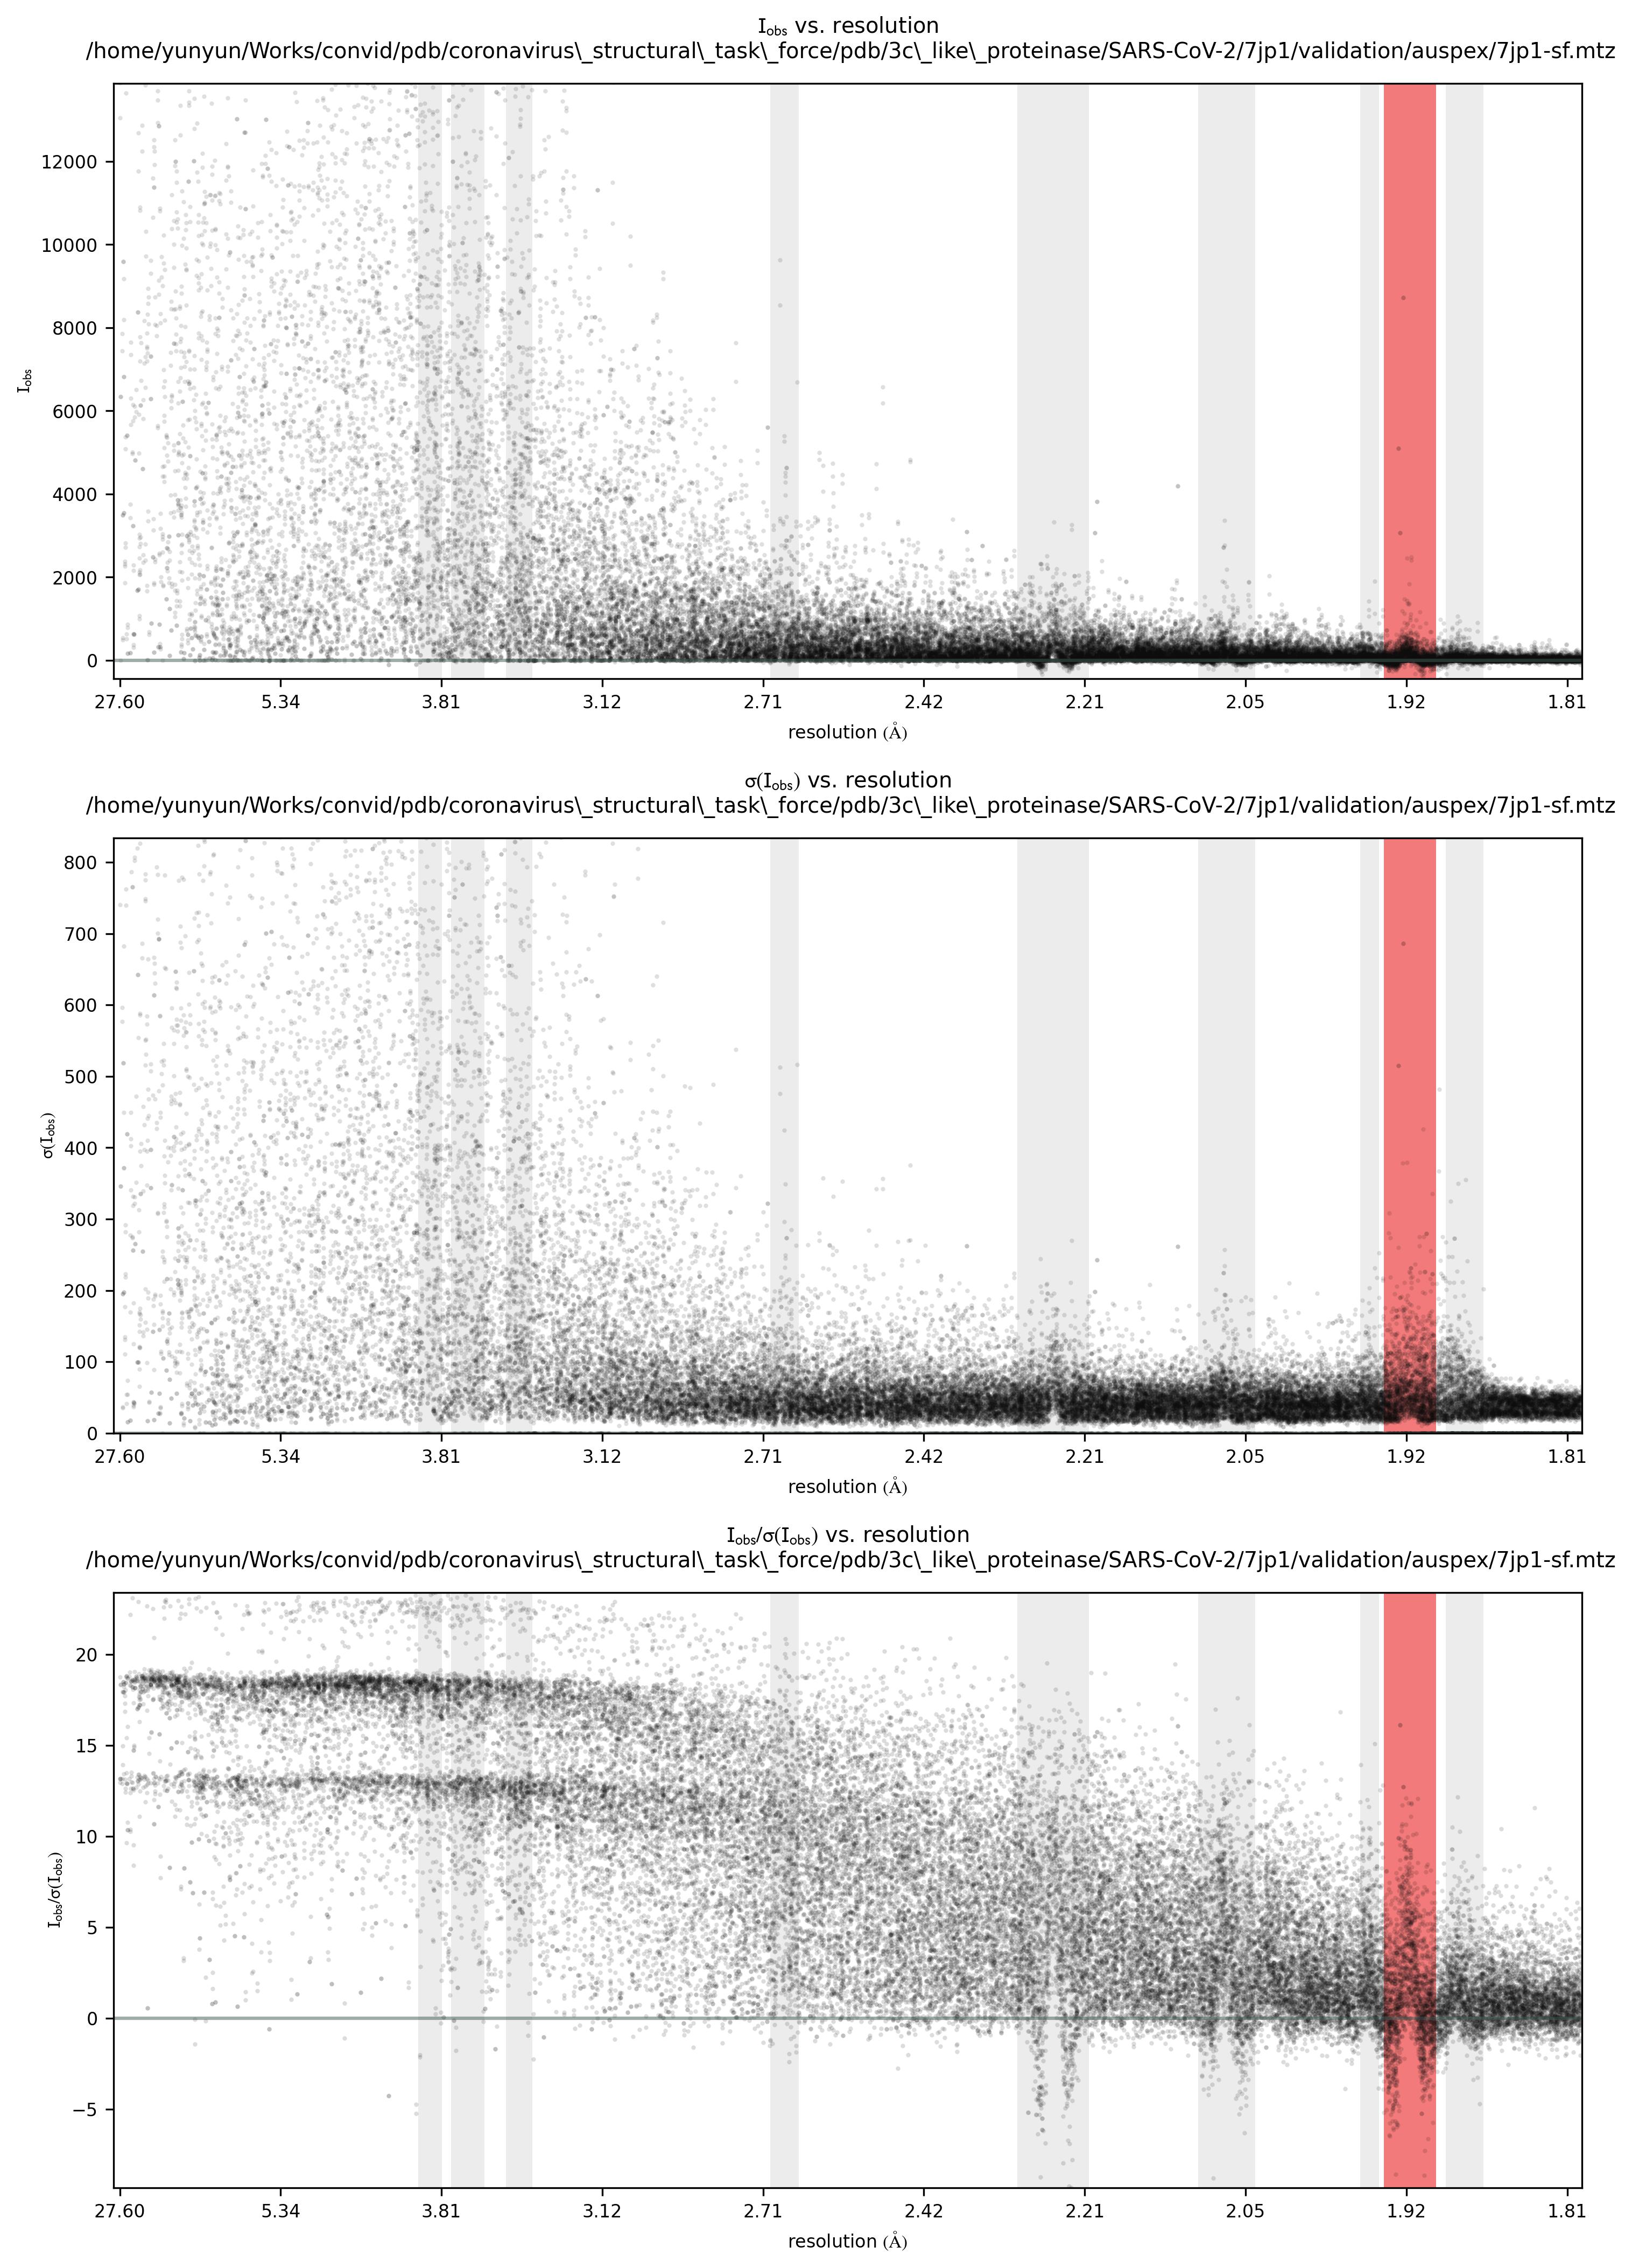 Iobs vs. resolution
/home/yunyun/Works/convid/pdb/coronavirus\_structural\_task\_force/pdb/3c\_like\_proteinase/SARS-CoV-2/7jp1/validation/auspex/7jp1-sf.mtz
12000
10000
8000
6000
4000
2000
0
Iobs
27.60 5.34 3.81 3.12 2.71 2.42 2.21 2.05 1.92 1.81
resolution (Å)
σ(Iobs) vs. resolution
/home/yunyun/Works/convid/pdb/coronavirus\_structural\_task\_force/pdb/3c\_like\_proteinase/SARS-CoV-2/7jp1/validation/auspex/7jp1-sf.mtz
800
700
600
500
400
300
200
100
0
σ(Iobs)
27.60 5.34 3.81 3.12 2.71 2.42 2.21 2.05 1.92 1.81
resolution (Å)
Iobs/σ(Iobs) vs. resolution
/home/yunyun/Works/convid/pdb/coronavirus\_structural\_task\_force/pdb/3c\_like\_proteinase/SARS-CoV-2/7jp1/validation/auspex/7jp1-sf.mtz
20
15
10
5
0
−5
Iobs/σ(Iobs)
27.60 5.34 3.81 3.12 2.71 2.42 2.21 2.05 1.92 1.81
resolution (Å)